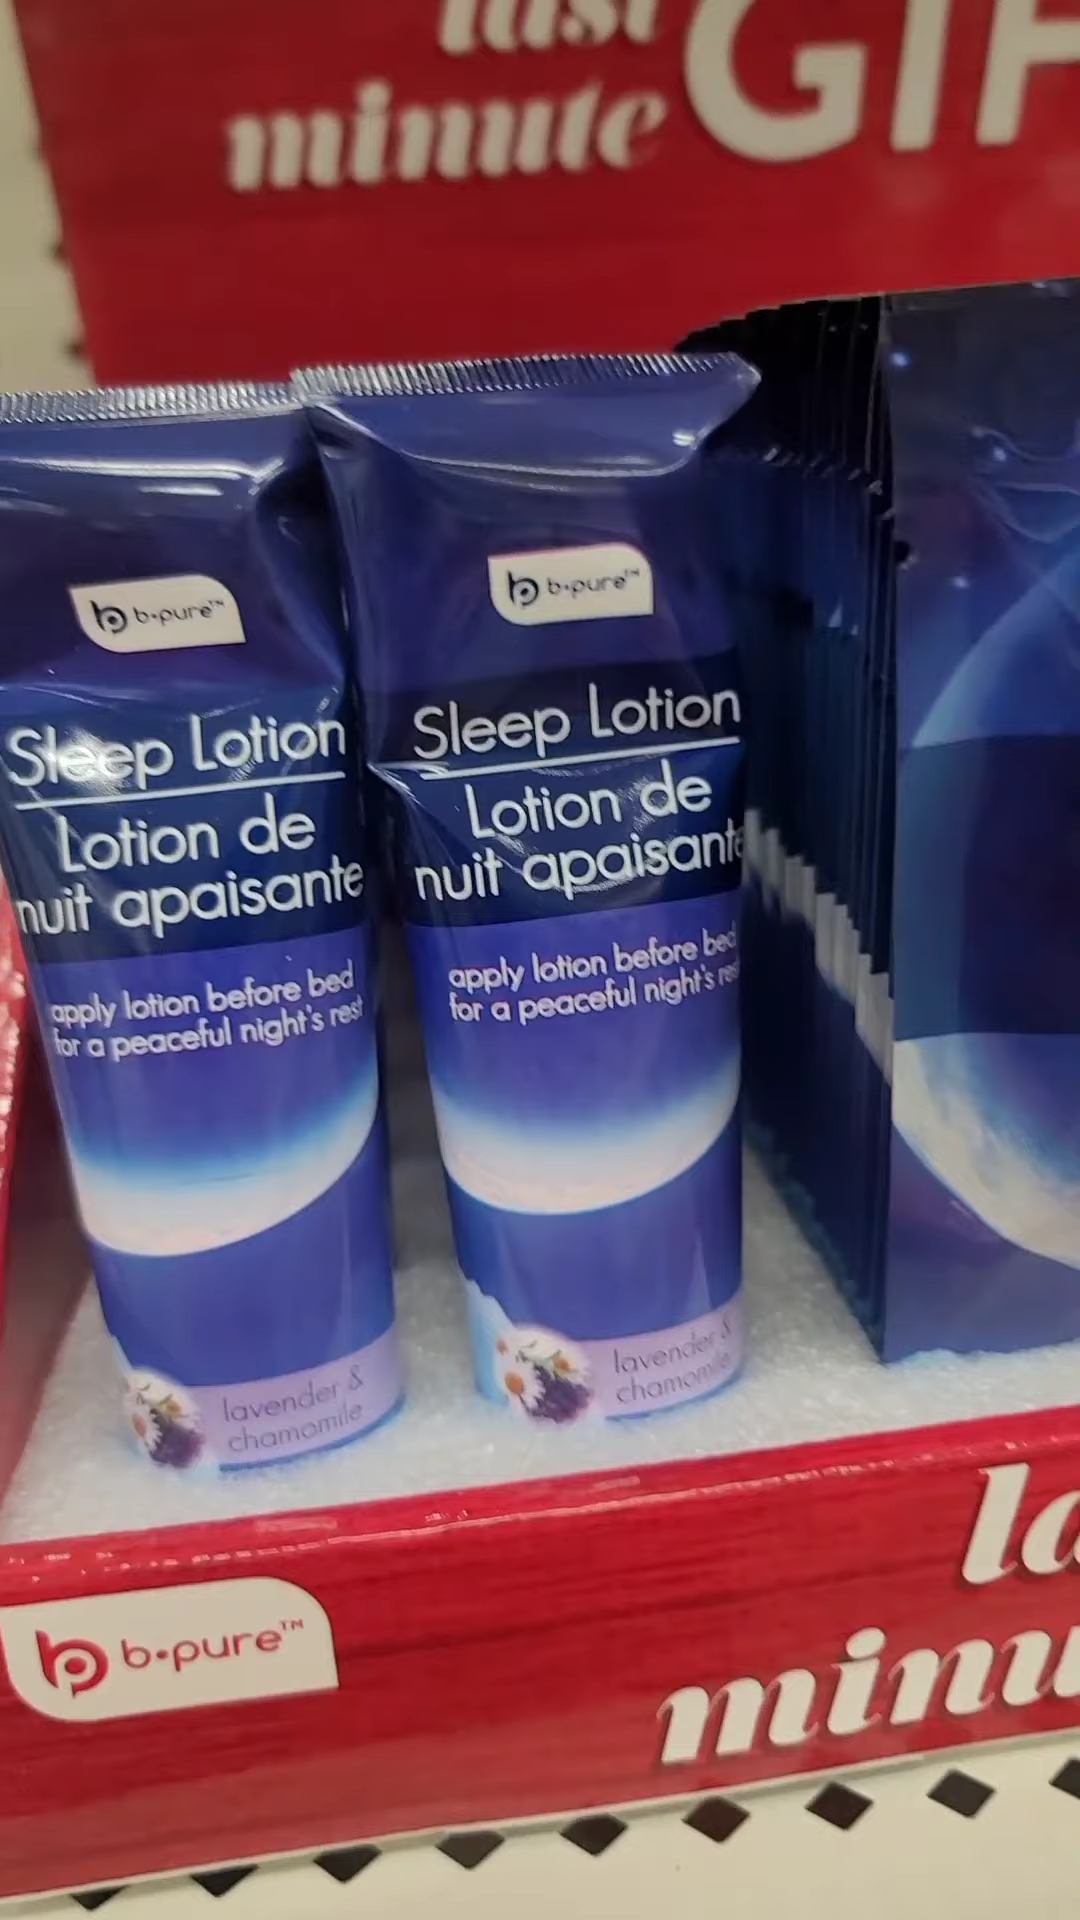 last
minute GIF
b•pure™
Sleep Lotion
Lotion de
nuit apaisante
apply lotion before bed
for a peaceful night's rest
lavender &
chamomile
b•pure™
Sleep Lotion
Lotion de
nuit apaisante
apply lotion before bed
for a peaceful night's res
lavender &
chamomile
b•pure™
la
minu